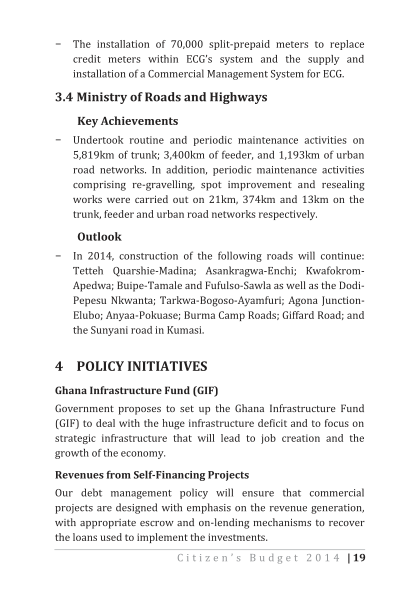 – The installation of 70,000 split-prepaid meters to replace
credit meters within ECG's system and the supply and
installation of a Commercial Management System for ECG.
3.4 Ministry of Roads and Highways
Key Achievements
– Undertook routine and periodic maintenance activities on
5,819km of trunk; 3,400km of feeder, and 1,193km of urban
road networks. In addition, periodic maintenance activities
comprising re-gravelling, spot improvement and resealing
works were carried out on 21km, 374km and 13km on the
trunk, feeder and urban road networks respectively.
Outlook
– In 2014, construction of the following roads will continue:
Tetteh Quarshie-Madina; Asankragwa-Enchi; Kwafokrom-
Apedwa; Buipe-Tamale and Fufulso-Sawla as well as the Dodi-
Pepesu Nkwanta; Tarkwa-Bogoso-Ayamfuri; Agona Junction-
Elubo; Anyaa-Pokuase; Burma Camp Roads; Giffard Road; and
the Sunyani road in Kumasi.
4 POLICY INITIATIVES
Ghana Infrastructure Fund (GIF)
Government proposes to set up the Ghana Infrastructure Fund
(GIF) to deal with the huge infrastructure deficit and to focus on
strategic infrastructure that will lead to job creation and the
growth of the economy.
Revenues from Self-Financing Projects
Our debt management policy will ensure that commercial
projects are designed with emphasis on the revenue generation,
with appropriate escrow and on-lending mechanisms to recover
the loans used to implement the investments.
Citizen's Budget 2014 |19